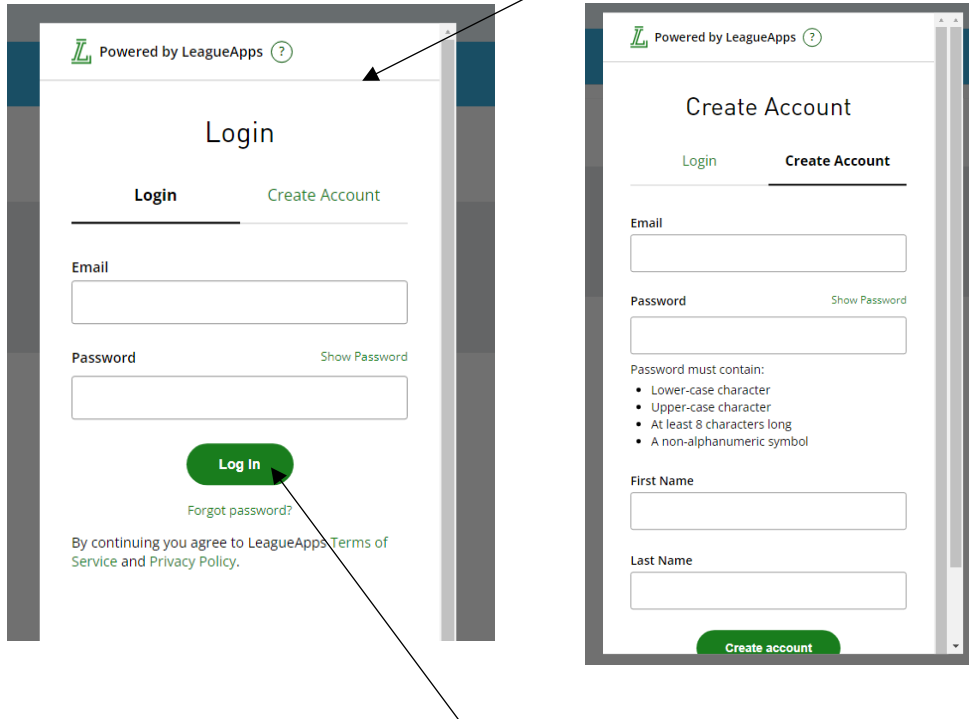 Powered by LeagueApps ?
Login
Login Create Account
Email
Password Show Password
Log In
Forgot password?
By continuing you agree to LeagueApps Terms of
Service and Privacy Policy.
Powered by LeagueApps ?
Create Account
Login Create Account
Email
Password Show Password
Password must contain:
• Lower-case character
• Upper-case character
• At least 8 characters long
• A non-alphanumeric symbol
First Name
Last Name
Create account